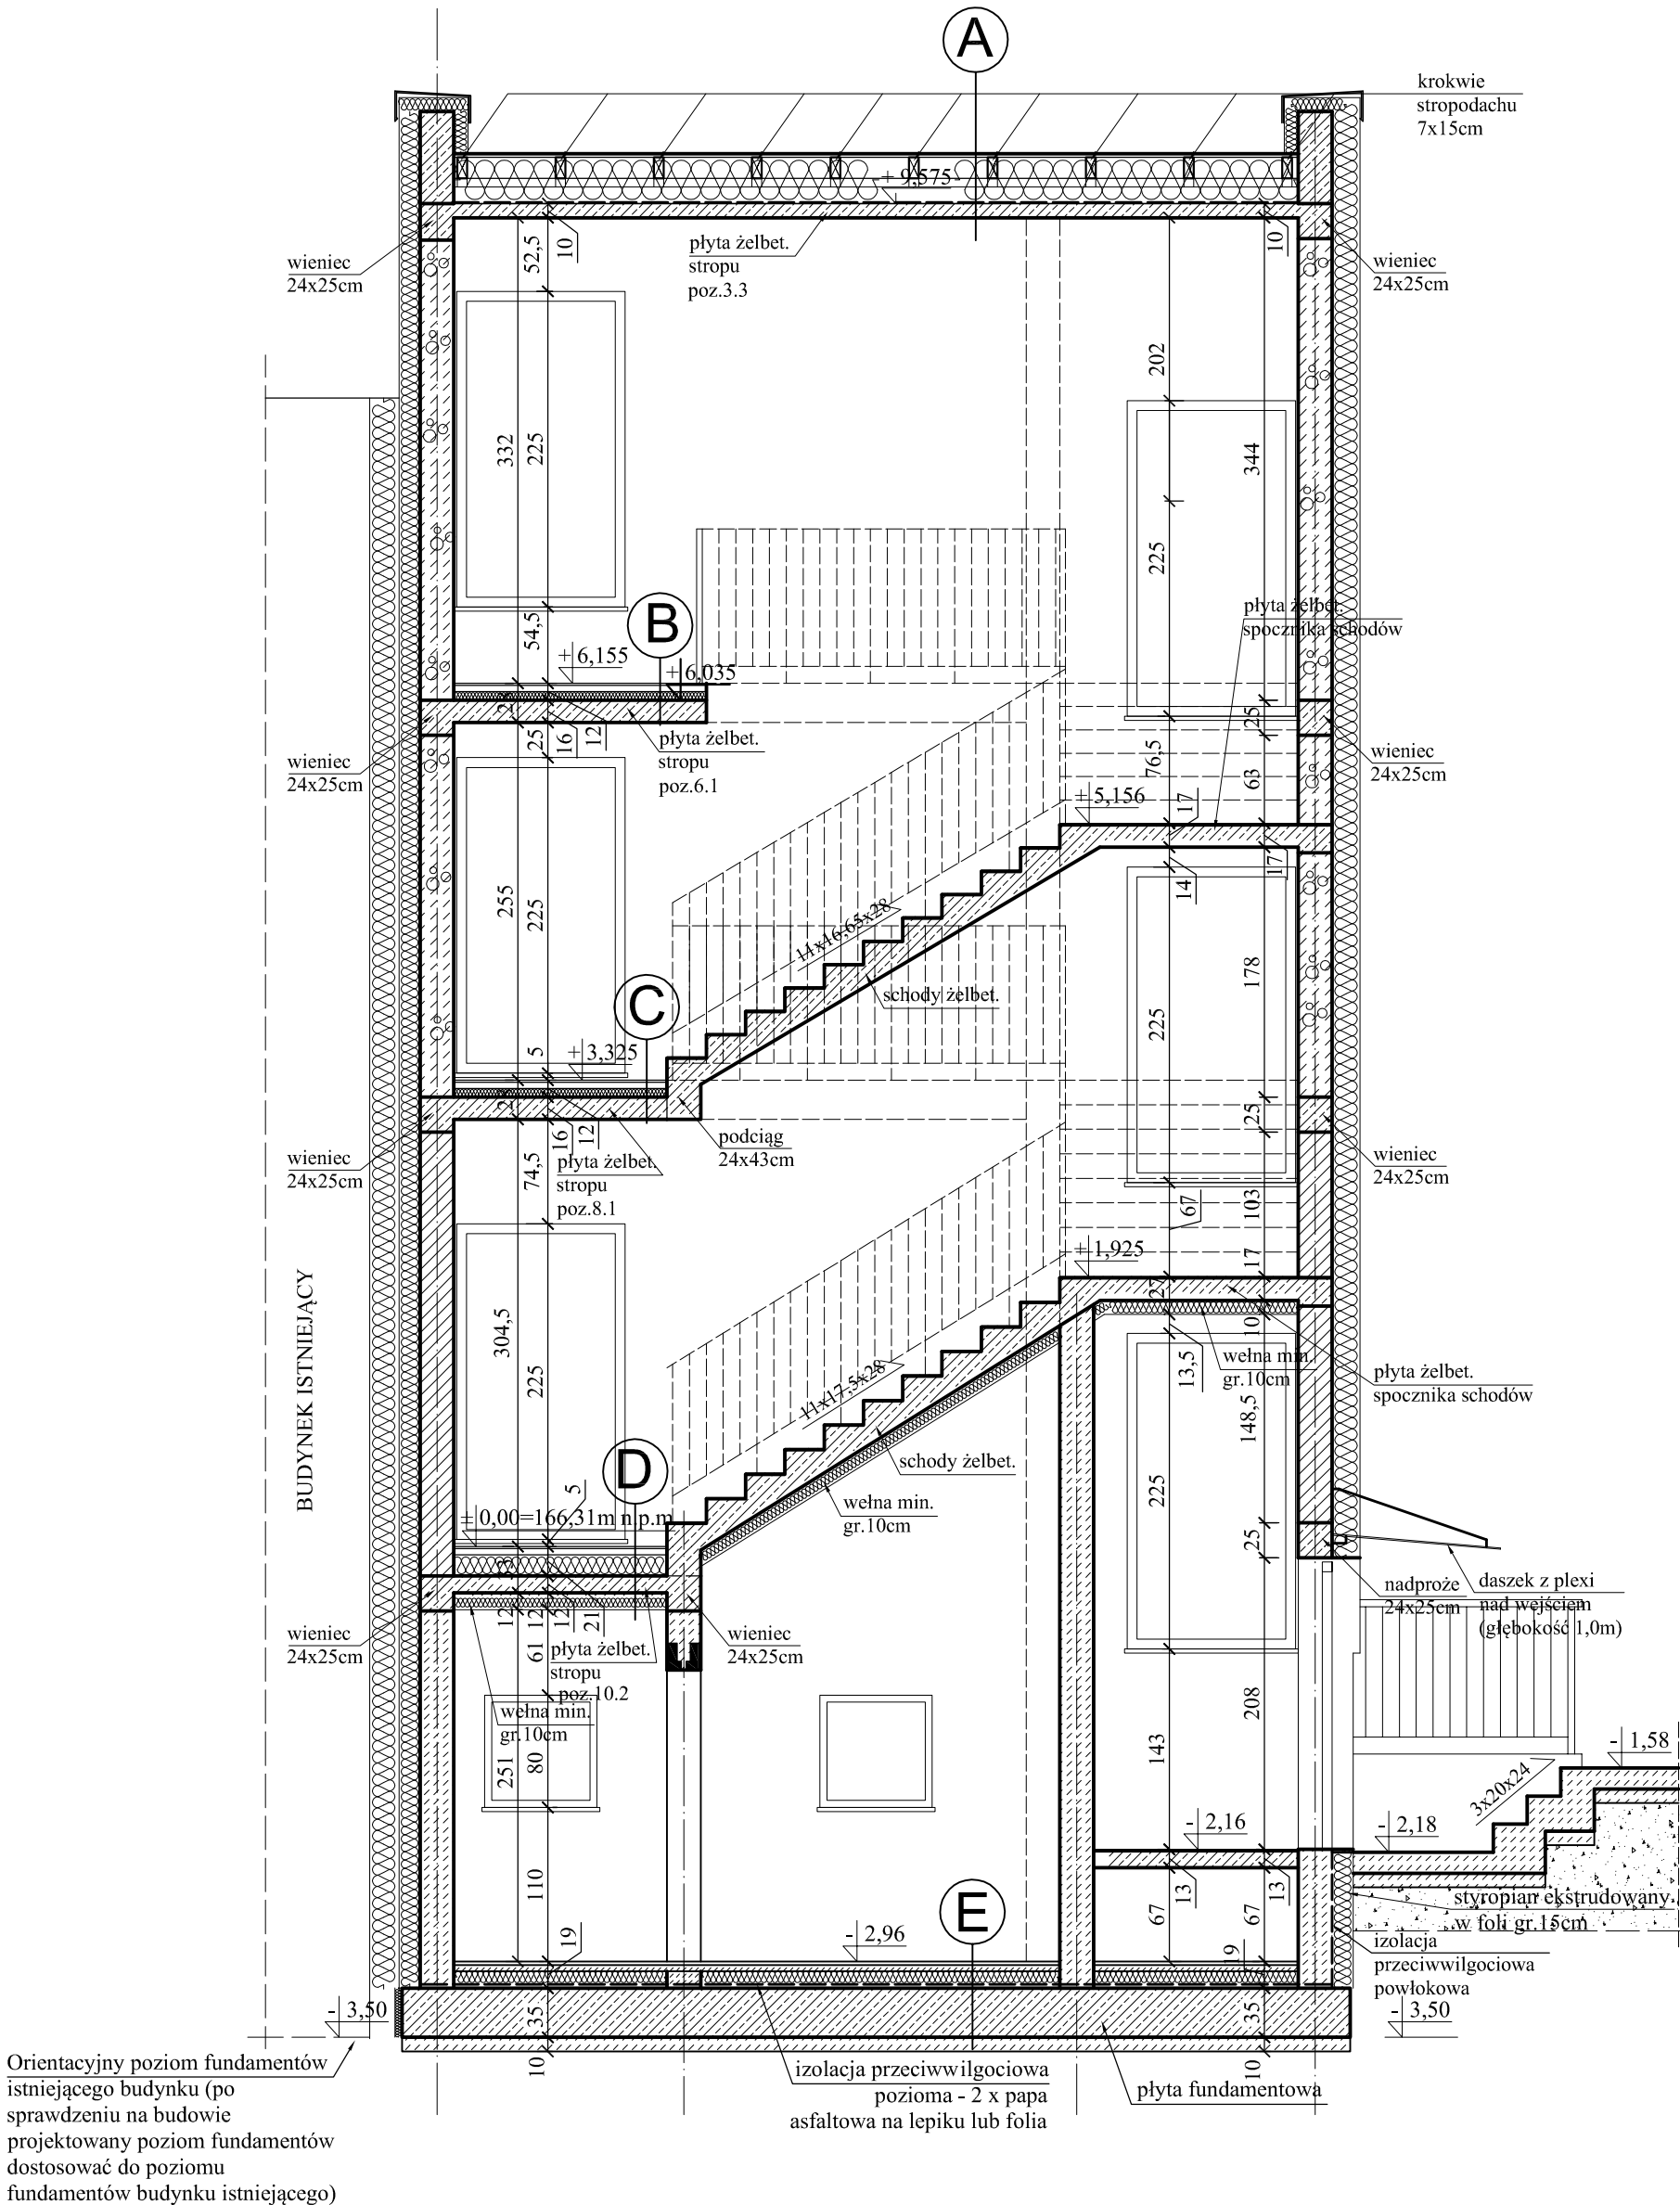 A
krokwie
stropodachu
7x15cm
+ 9,575
10
52,5
10
płyta żelbet.
stropu
poz.3.3
wieniec
24x25cm
wieniec
24x25cm
202
332
225
344
225
płyta żelbet.
spocznika schodów
54,5
B
+ 6,155
+ 6,035
25
16
12
płyta żelbet.
stropu
poz.6.1
wieniec
24x25cm
25
76,5
63
wieniec
24x25cm
+ 5,156
17
17
14
255
225
11x16,65x28
schody żelbet.
178
225
C
5
+ 3,325
16
12
74,5
podciąg
24x43cm
płyta żelbet.
stropu
poz.8.1
wieniec
24x25cm
25
wieniec
24x25cm
67
103
17
+ 1,925
27
10
wełna min.
gr.10cm
13,5
płyta żelbet.
spocznika schodów
148,5
BUDYNEK ISTNIEJĄCY
304,5
225
11x17,5x28
schody żelbet.
wełna min.
gr.10cm
225
25
D
5
± 0,00=166,31m n.p.m
33
12
12
12
21
61
płyta żelbet.
stropu
poz.10.2
wełna min.
gr.10cm
wieniec
24x25cm
wieniec
24x25cm
nadproże
24x25cm
daszek z plexi
nad wejściem
(głębokość 1,0m)
251
80
208
143
- 1,58
3x20x24
- 2,16
- 2,18
110
13
13
67
67
E
- 2,96
19
19
styropian ekstrudowany
w foli gr.15cm
izolacja
przeciwwilgociowa
powłokowa
- 3,50
- 3,50
35
35
10
10
Orientacyjny poziom fundamentów
istniejącego budynku (po
sprawdzeniu na budowie
projektowany poziom fundamentów
dostosować do poziomu
fundamentów budynku istniejącego)
izolacja przeciwwilgociowa
pozioma - 2 x papa
asfaltowa na lepiku lub folia
płyta fundamentowa